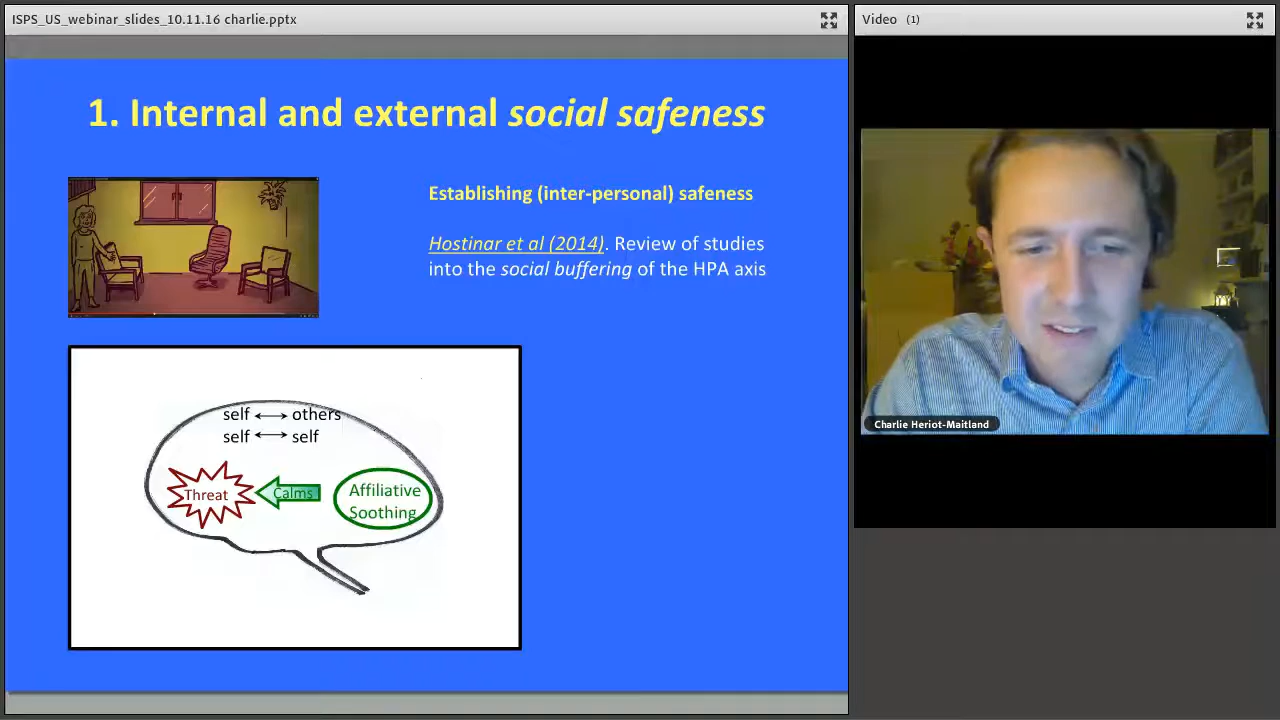 ISPS_US_webinar_slides_10.11.16 charlie.pptx
Video (1)
1. Internal and external social safeness
Establishing (inter-personal) safeness
Hostinar et al (2014). Review of studies
into the social buffering of the HPA axis
self ⟷ others
self ⟷ self
Threat
Calms
Affiliative
Soothing
Charlie Heriot-Maitland